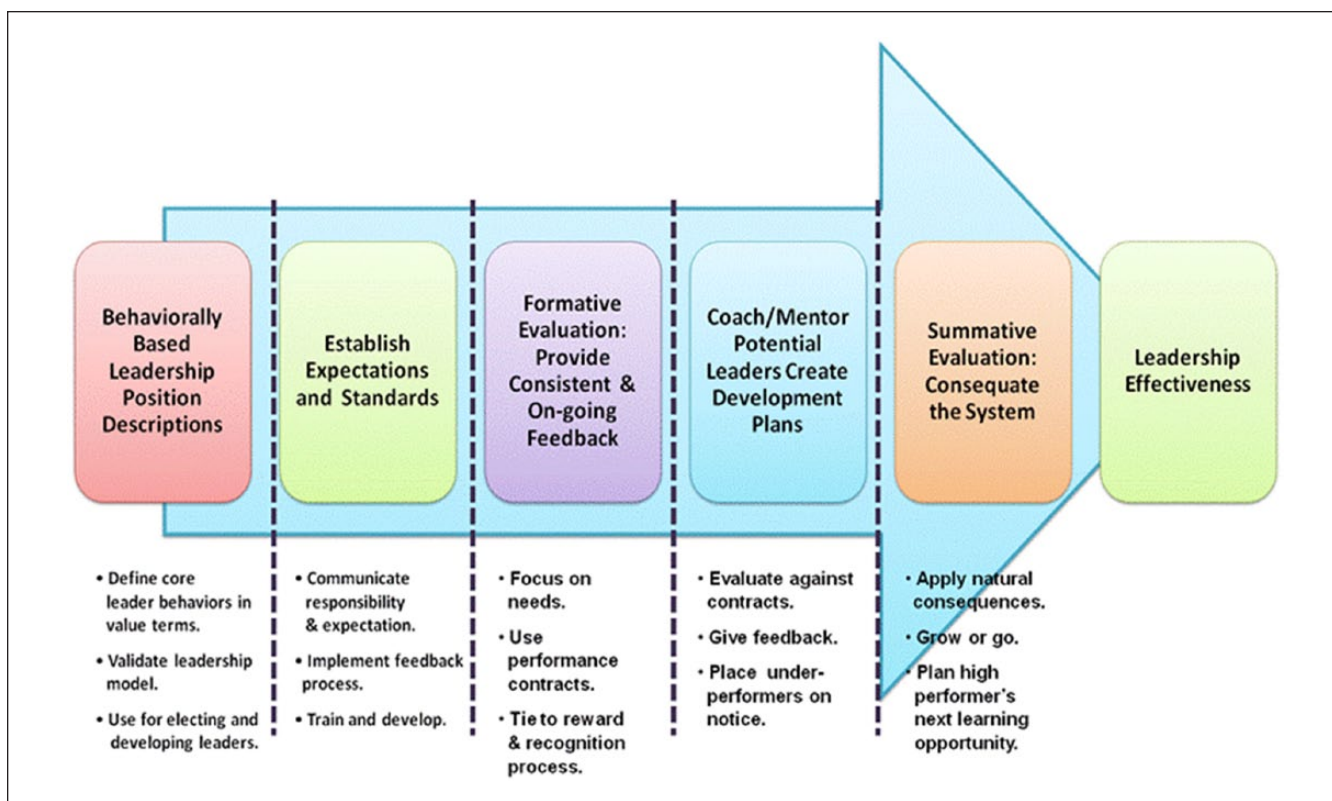 Behaviorally
Based
Leadership
Position
Descriptions
Establish
Expectations
and Standards
Formative
Evaluation:
Provide
Consistent &
On-going
Feedback
Coach/Mentor
Potential
Leaders Create
Development
Plans
Summative
Evaluation:
Consequate
the System
Leadership
Effectiveness
• Define core
leader behaviors in
value terms.
• Validate leadership
model.
• Use for electing and
developing leaders.
• Communicate
responsibility
& expectation.
• Implement feedback
process.
• Train and develop.
• Focus on
needs.
• Use
performance
contracts.
• Tie to reward
& recognition
process.
• Evaluate against
contracts.
• Give feedback.
• Place under-
performers on
notice.
• Apply natural
consequences.
• Grow or go.
• Plan high
performer's
next learning
opportunity.